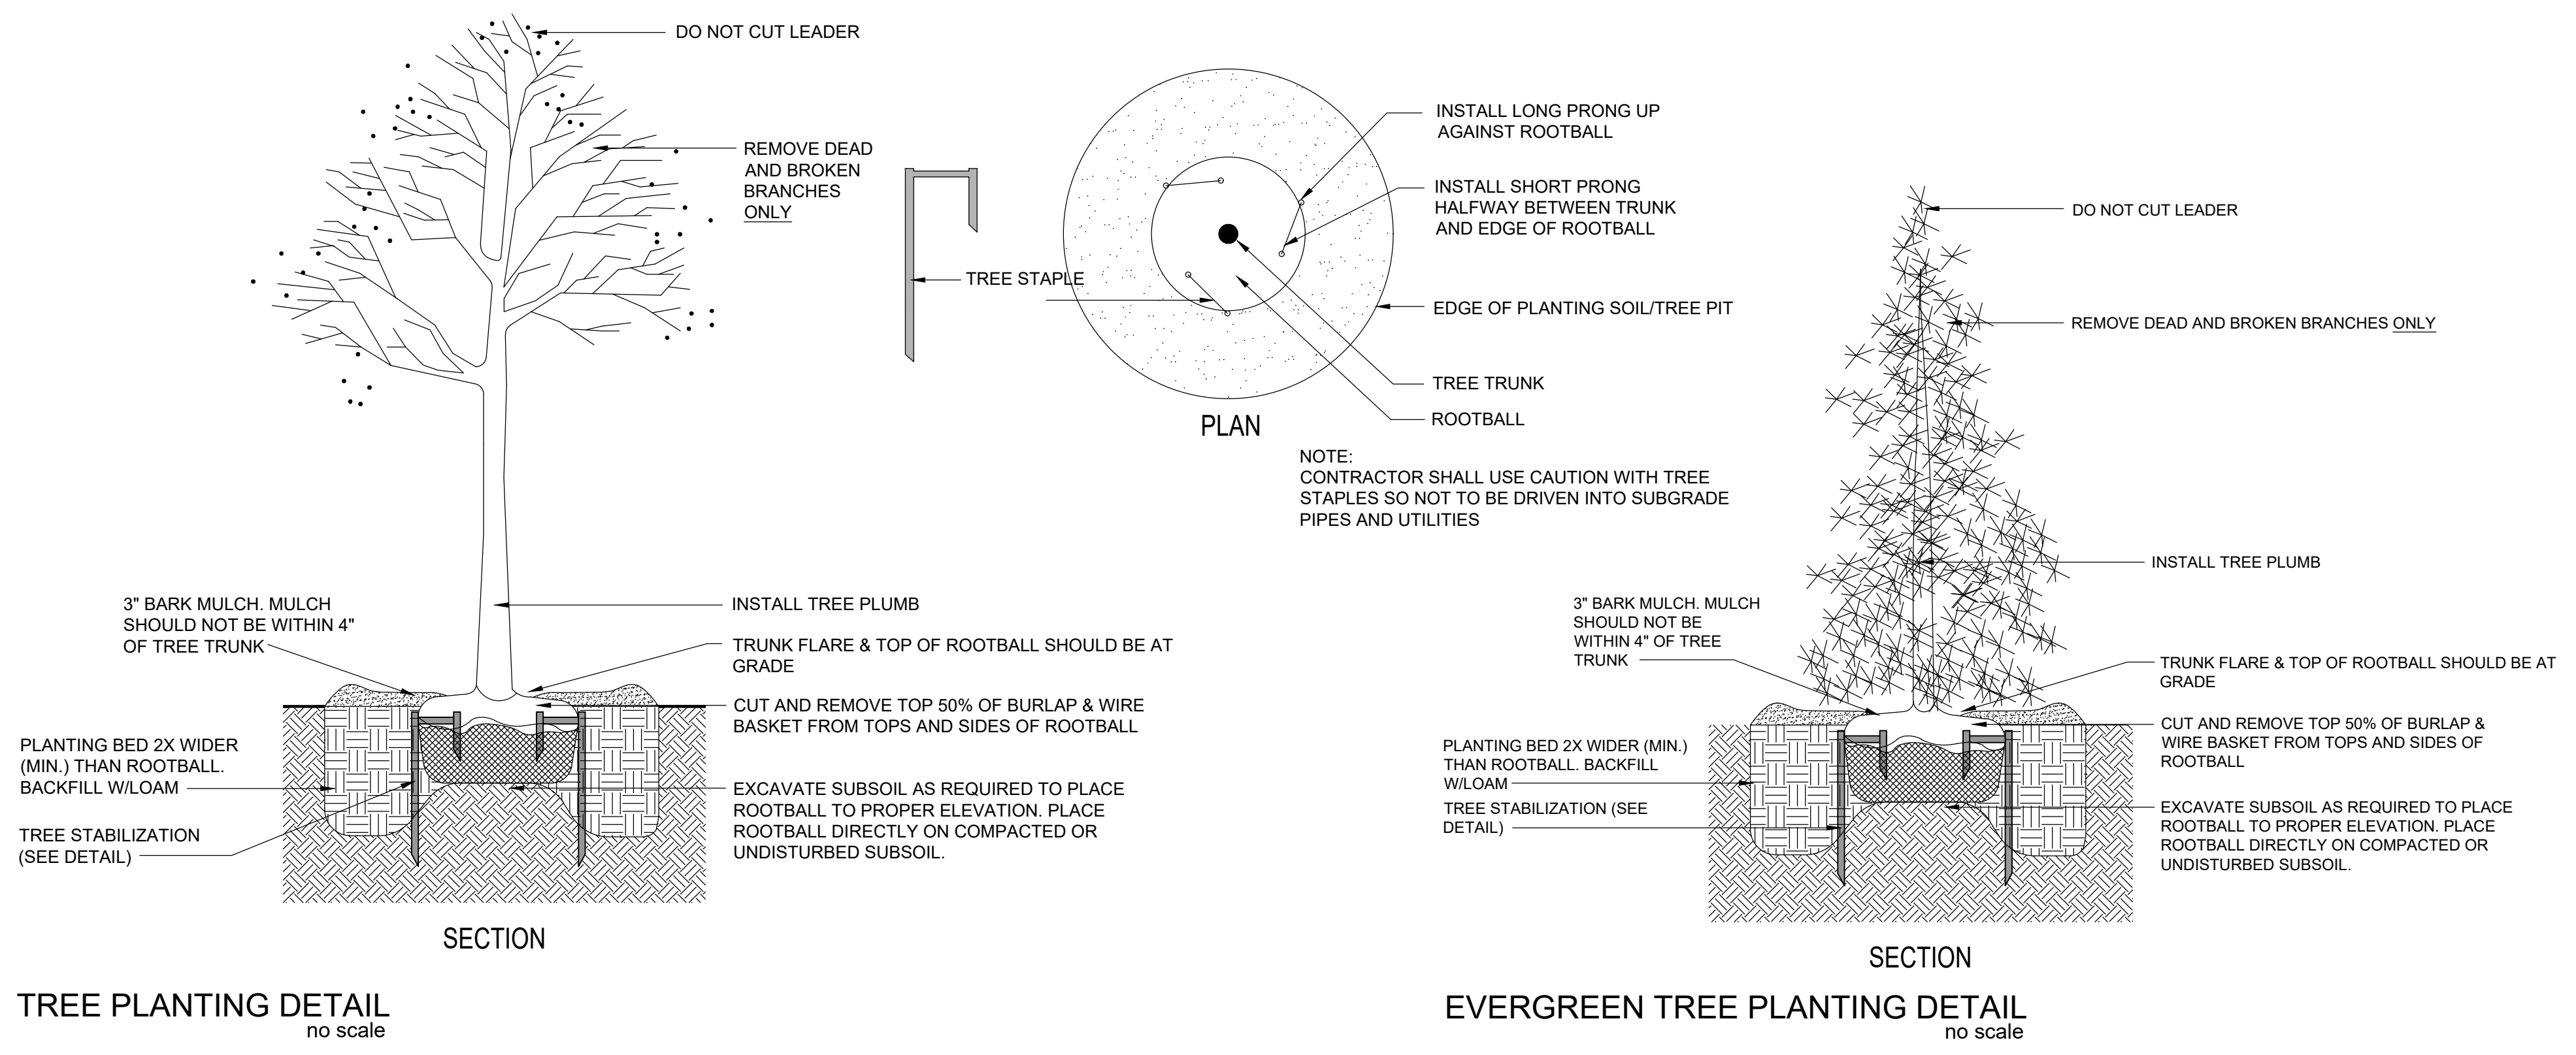 DO NOT CUT LEADER
REMOVE DEAD
AND BROKEN
BRANCHES
ONLY
TREE STAPLE
INSTALL LONG PRONG UP
AGAINST ROOTBALL
INSTALL SHORT PRONG
HALFWAY BETWEEN TRUNK
AND EDGE OF ROOTBALL
EDGE OF PLANTING SOIL/TREE PIT
TREE TRUNK
ROOTBALL
PLAN
NOTE:
CONTRACTOR SHALL USE CAUTION WITH TREE
STAPLES SO NOT TO BE DRIVEN INTO SUBGRADE
PIPES AND UTILITIES
3" BARK MULCH. MULCH
SHOULD NOT BE WITHIN 4"
OF TREE TRUNK
PLANTING BED 2X WIDER
(MIN.) THAN ROOTBALL.
BACKFILL W/LOAM
TREE STABILIZATION
(SEE DETAIL)
INSTALL TREE PLUMB
TRUNK FLARE & TOP OF ROOTBALL SHOULD BE AT
GRADE
CUT AND REMOVE TOP 50% OF BURLAP & WIRE
BASKET FROM TOPS AND SIDES OF ROOTBALL
EXCAVATE SUBSOIL AS REQUIRED TO PLACE
ROOTBALL TO PROPER ELEVATION. PLACE
ROOTBALL DIRECTLY ON COMPACTED OR
UNDISTURBED SUBSOIL.
SECTION
TREE PLANTING DETAIL
no scale
DO NOT CUT LEADER
REMOVE DEAD AND BROKEN BRANCHES ONLY
INSTALL TREE PLUMB
3" BARK MULCH. MULCH
SHOULD NOT BE
WITHIN 4" OF TREE
TRUNK
TRUNK FLARE & TOP OF ROOTBALL SHOULD BE AT
GRADE
CUT AND REMOVE TOP 50% OF BURLAP &
WIRE BASKET FROM TOPS AND SIDES OF
ROOTBALL
PLANTING BED 2X WIDER (MIN.)
THAN ROOTBALL. BACKFILL
W/LOAM
TREE STABILIZATION (SEE
DETAIL)
EXCAVATE SUBSOIL AS REQUIRED TO PLACE
ROOTBALL TO PROPER ELEVATION. PLACE
ROOTBALL DIRECTLY ON COMPACTED OR
UNDISTURBED SUBSOIL.
SECTION
EVERGREEN TREE PLANTING DETAIL
no scale